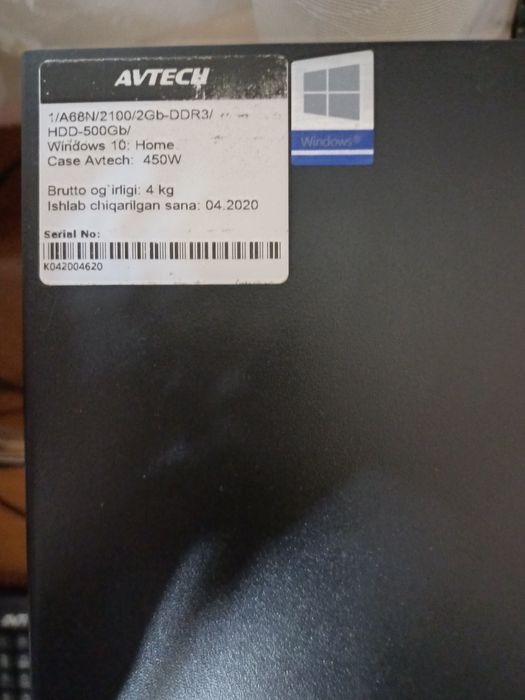 AVTECH
1/A68N/2100/2Gb-DDR3/
HDD-500Gb/
Windows 10: Home
Case Avtech: 450W
Brutto og`irligi: 4 kg
Ishlab chiqarilgan sana: 04.2020
Serial No:
K042004620
Windows®